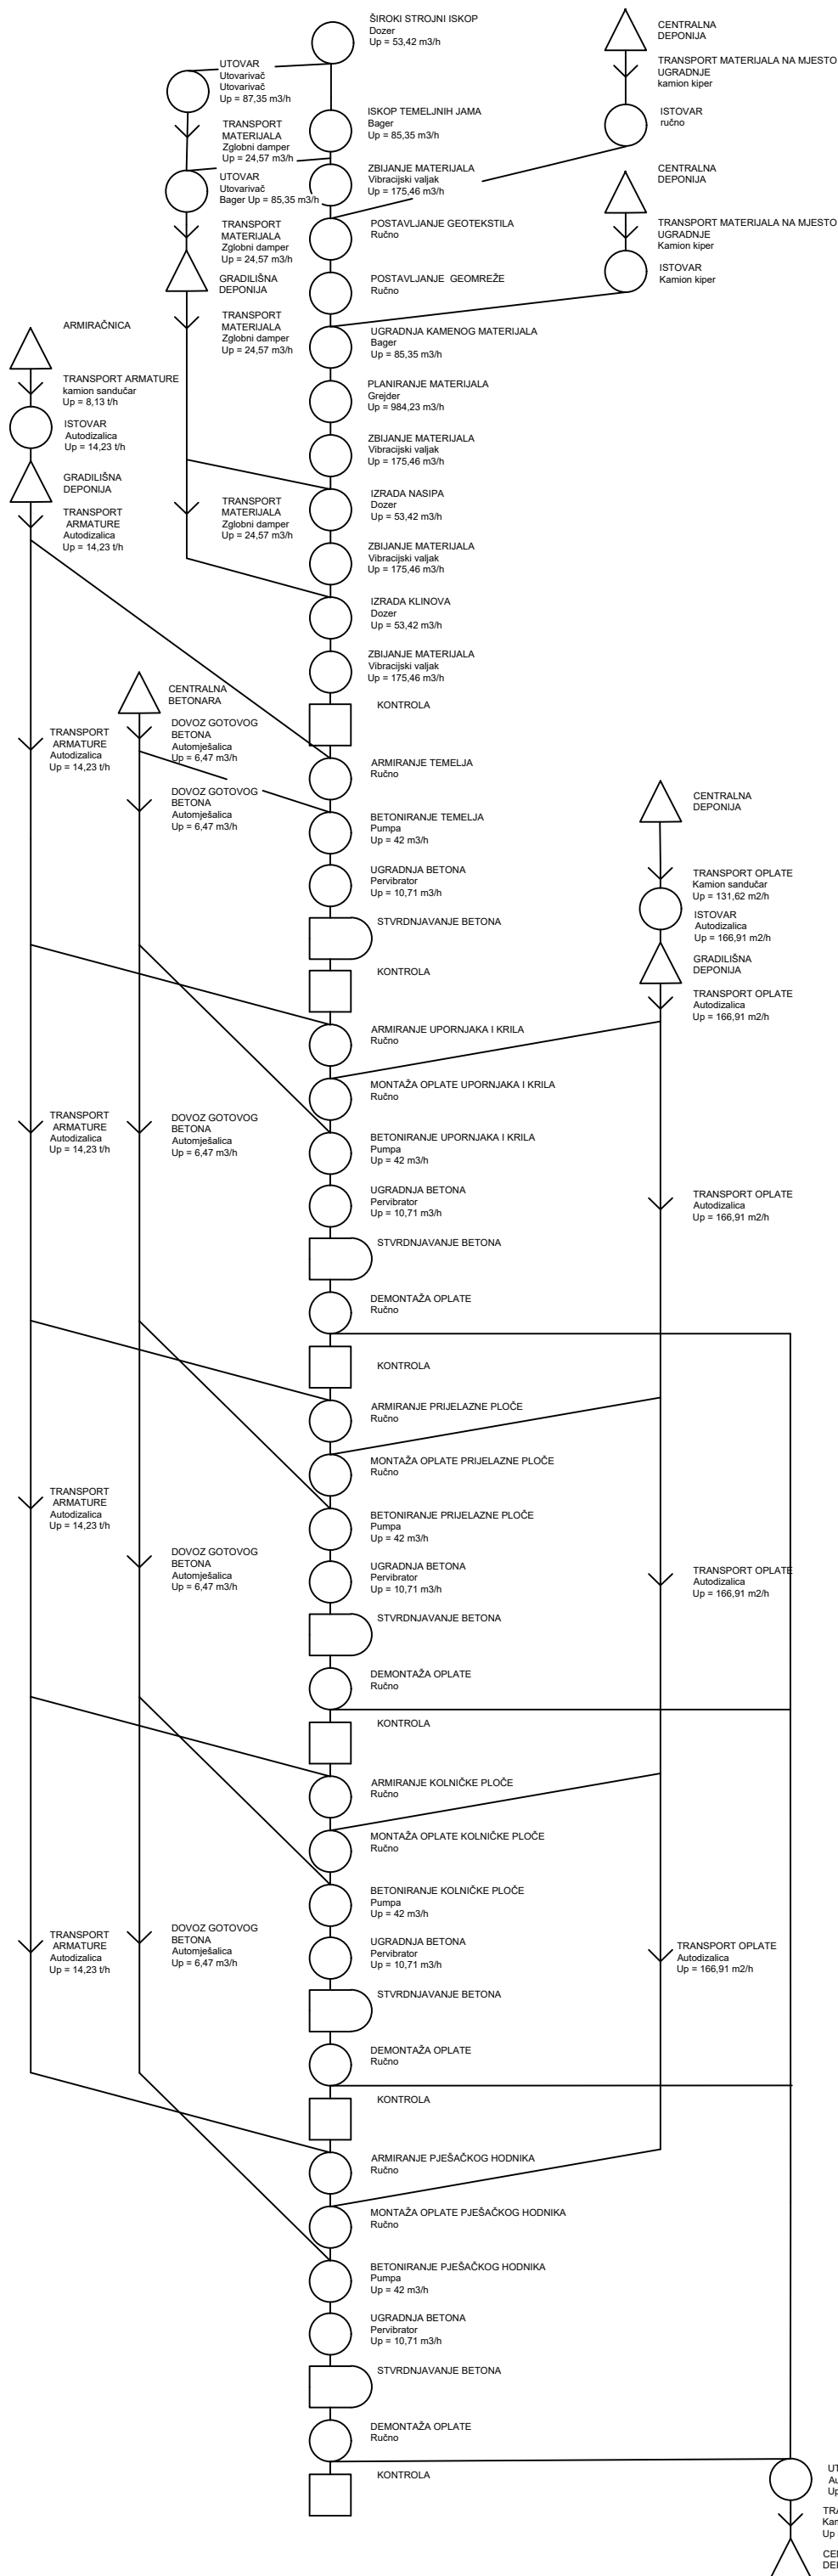 ŠIROKI STROJNI ISKOP
Dozer
Up = 53,42 m3/h
CENTRALNA
DEPONIJA
TRANSPORT MATERIJALA NA MJESTO
UGRADNJE
kamion kiper
UTOVAR
Utovarivač
Utovarivač
Up = 87,35 m3/h
ISKOP TEMELJNIH JAMA
Bager
Up = 85,35 m3/h
ISTOVAR
ručno
TRANSPORT
MATERIJALA
Zglobni damper
Up = 24,57 m3/h
ZBIJANJE MATERIJALA
Vibracijski valjak
Up = 175,46 m3/h
CENTRALNA
DEPONIJA
UTOVAR
Utovarivač
Bager Up = 85,35 m3/h
POSTAVLJANJE GEOTEKSTILA
Ručno
TRANSPORT MATERIJALA NA MJESTO
UGRADNJE
Kamion kiper
TRANSPORT
MATERIJALA
Zglobni damper
Up = 24,57 m3/h
ISTOVAR
Kamion kiper
GRADILIŠNA
DEPONIJA
POSTAVLJANJE  GEOMREŽE
Ručno
TRANSPORT
MATERIJALA
Zglobni damper
Up = 24,57 m3/h
ARMIRAČNICA
UGRADNJA KAMENOG MATERIJALA
Bager
Up = 85,35 m3/h
TRANSPORT ARMATURE
kamion sandučar
Up = 8,13 t/h
PLANIRANJE MATERIJALA
Grejder
Up = 984,23 m3/h
ISTOVAR
Autodizalica
Up = 14,23 t/h
ZBIJANJE MATERIJALA
Vibracijski valjak
Up = 175,46 m3/h
GRADILIŠNA
DEPONIJA
IZRADA NASIPA
Dozer
Up = 53,42 m3/h
TRANSPORT
MATERIJALA
Zglobni damper
Up = 24,57 m3/h
TRANSPORT
ARMATURE
Autodizalica
Up = 14,23 t/h
ZBIJANJE MATERIJALA
Vibracijski valjak
Up = 175,46 m3/h
IZRADA KLINOVA
Dozer
Up = 53,42 m3/h
ZBIJANJE MATERIJALA
Vibracijski valjak
Up = 175,46 m3/h
CENTRALNA
BETONARA
KONTROLA
DOVOZ GOTOVOG
BETONA
Automješalica
Up = 6,47 m3/h
TRANSPORT
ARMATURE
Autodizalica
Up = 14,23 t/h
ARMIRANJE TEMELJA
Ručno
DOVOZ GOTOVOG
BETONA
Automješalica
Up = 6,47 m3/h
CENTRALNA
DEPONIJA
BETONIRANJE TEMELJA
Pumpa
Up = 42 m3/h
UGRADNJA BETONA
Pervibrator
Up = 10,71 m3/h
TRANSPORT OPLATE
Kamion sandučar
Up = 131,62 m2/h
ISTOVAR
Autodizalica
Up = 166,91 m2/h
STVRDNJAVANJE BETONA
GRADILIŠNA
DEPONIJA
KONTROLA
TRANSPORT OPLATE
Autodizalica
Up = 166,91 m2/h
ARMIRANJE UPORNJAKA I KRILA
Ručno
MONTAŽA OPLATE UPORNJAKA I KRILA
Ručno
TRANSPORT
ARMATURE
Autodizalica
Up = 14,23 t/h
DOVOZ GOTOVOG
BETONA
Automješalica
Up = 6,47 m3/h
BETONIRANJE UPORNJAKA I KRILA
Pumpa
Up = 42 m3/h
UGRADNJA BETONA
Pervibrator
Up = 10,71 m3/h
TRANSPORT OPLATE
Autodizalica
Up = 166,91 m2/h
STVRDNJAVANJE BETONA
DEMONTAŽA OPLATE
Ručno
KONTROLA
ARMIRANJE PRIJELAZNE PLOČE
Ručno
MONTAŽA OPLATE PRIJELAZNE PLOČE
Ručno
TRANSPORT
ARMATURE
Autodizalica
Up = 14,23 t/h
BETONIRANJE PRIJELAZNE PLOČE
Pumpa
Up = 42 m3/h
DOVOZ GOTOVOG
BETONA
Automješalica
Up = 6,47 m3/h
UGRADNJA BETONA
Pervibrator
Up = 10,71 m3/h
TRANSPORT OPLATE
Autodizalica
Up = 166,91 m2/h
STVRDNJAVANJE BETONA
DEMONTAŽA OPLATE
Ručno
KONTROLA
ARMIRANJE KOLNIČKE PLOČE
Ručno
MONTAŽA OPLATE KOLNIČKE PLOČE
Ručno
BETONIRANJE KOLNIČKE PLOČE
Pumpa
Up = 42 m3/h
TRANSPORT
ARMATURE
Autodizalica
Up = 14,23 t/h
DOVOZ GOTOVOG
BETONA
Automješalica
Up = 6,47 m3/h
UGRADNJA BETONA
Pervibrator
Up = 10,71 m3/h
TRANSPORT OPLATE
Autodizalica
Up = 166,91 m2/h
STVRDNJAVANJE BETONA
DEMONTAŽA OPLATE
Ručno
KONTROLA
ARMIRANJE PJEŠAČKOG HODNIKA
Ručno
MONTAŽA OPLATE PJEŠAČKOG HODNIKA
Ručno
BETONIRANJE PJEŠAČKOG HODNIKA
Pumpa
Up = 42 m3/h
UGRADNJA BETONA
Pervibrator
Up = 10,71 m3/h
STVRDNJAVANJE BETONA
DEMONTAŽA OPLATE
Ručno
KONTROLA
Up